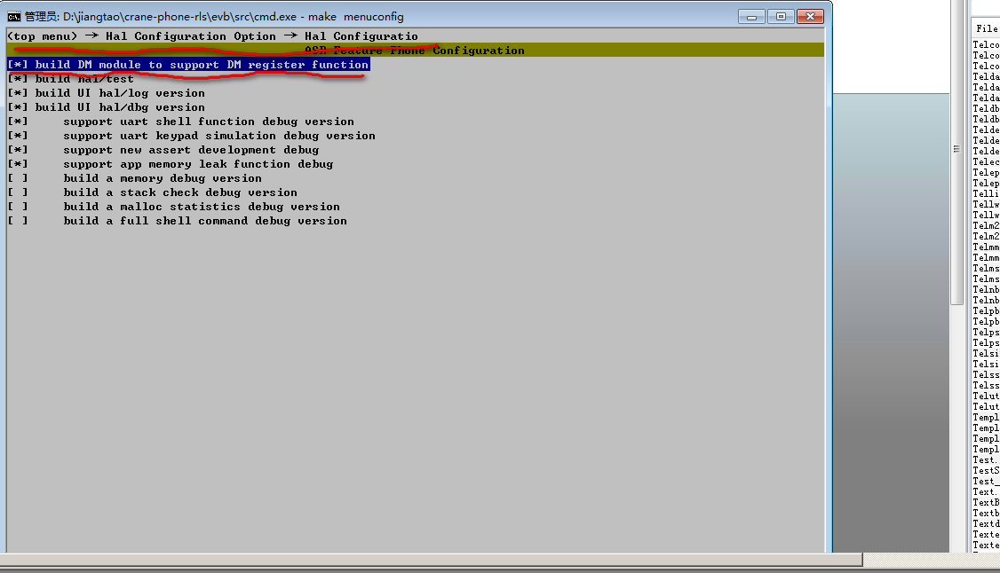 管理员: D:\jiangtao\crane-phone-rls\evb\src\cmd.exe - make  menuconfig
(top menu) → Hal Configuration Option → Hal Configuratio
ASR Feature Phone Configuration
[*] build DM module to support DM register function
[*] build hal/test
[*] build UI hal/log version
[*] build UI hal/dbg version
[*]     support uart shell function debug version
[*]     support uart keypad simulation debug version
[*]     support new assert development debug
[*]     support app memory leak function debug
[ ]     build a memory debug version
[ ]     build a stack check debug version
[ ]     build a malloc statistics debug version
[ ]     build a full shell command debug version
File
Telco
Telco
Telco
Telda
Telda
Telda
Teldb
Teldb
Telde
Telde
Telde
Telec
Telep
Telep
Telli
Tellw
Tellw
Telm2
Telm2
Telmm
Telmm
Telms
Telms
Telnb
Telnb
Telpb
Telpb
Telps
Telps
Telsi
Telsi
Telss
Telss
Telut
Telut
Templ
Templ
Templ
Templ
Test.
TestS
Test_
Text.
TextB
Textb
Textd
Texte
Texte